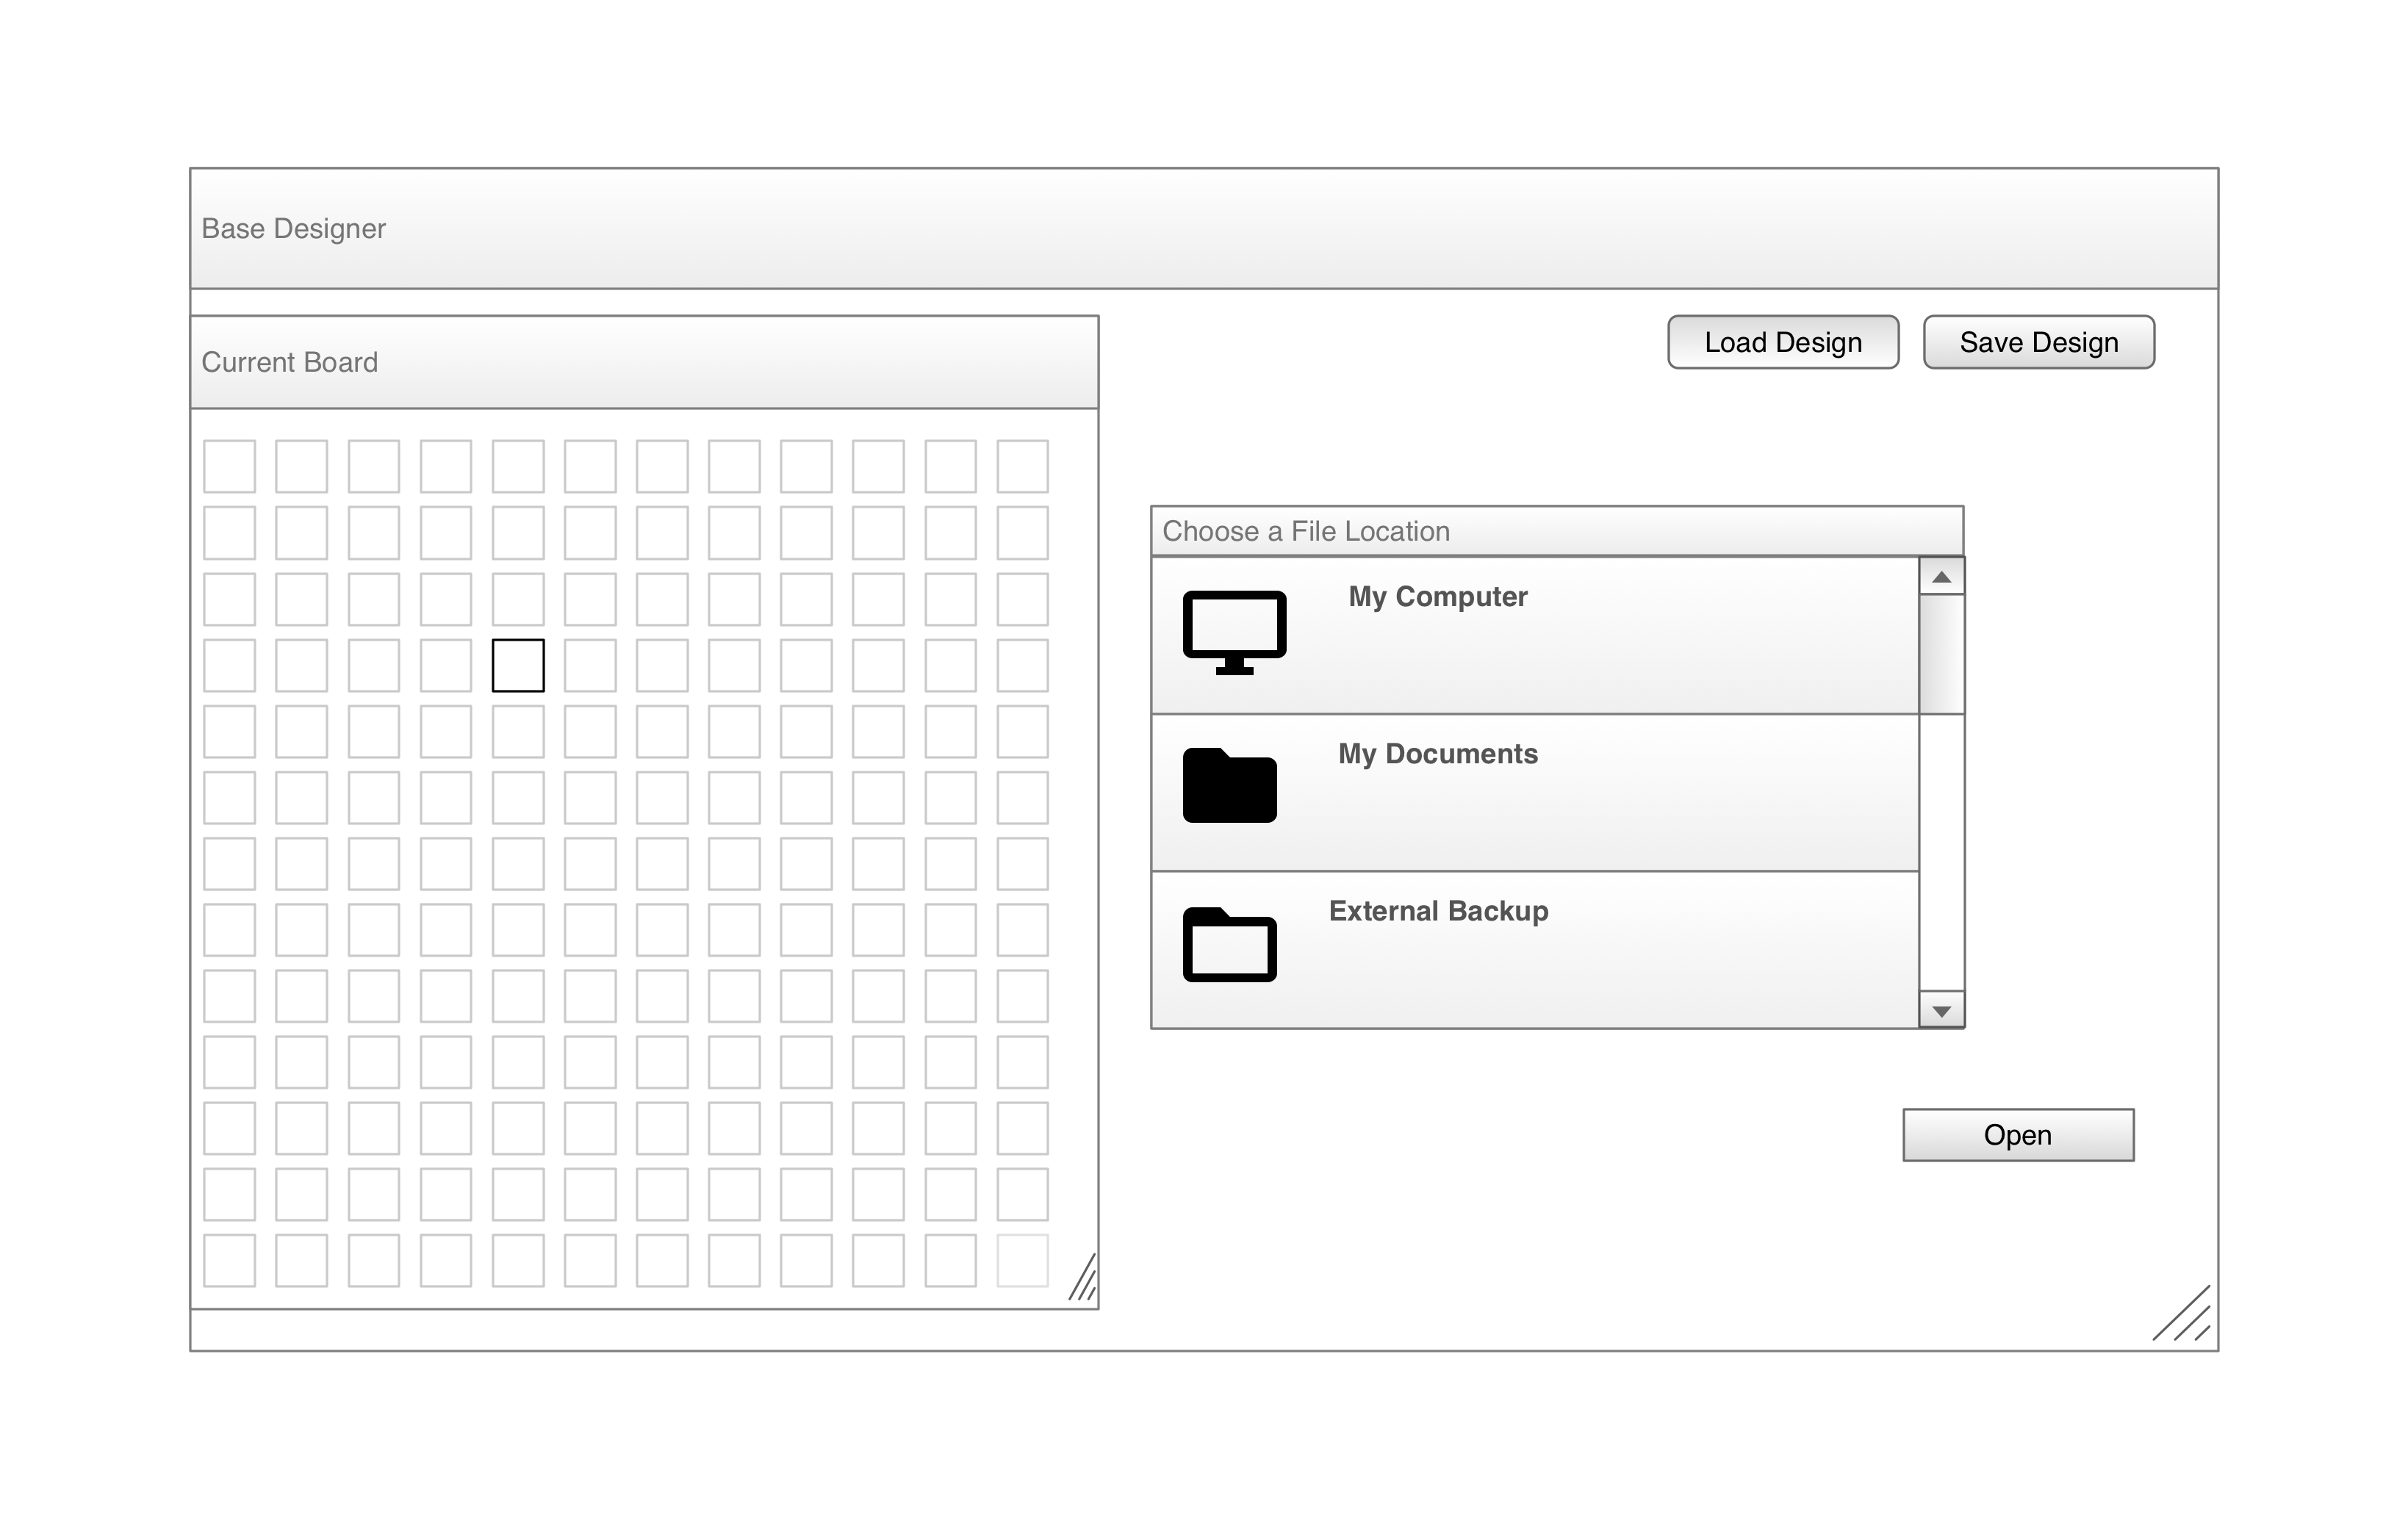 Base Designer
Current Board
Load Design
Save Design
Choose a File Location
My Computer
My Documents
External Backup
Open